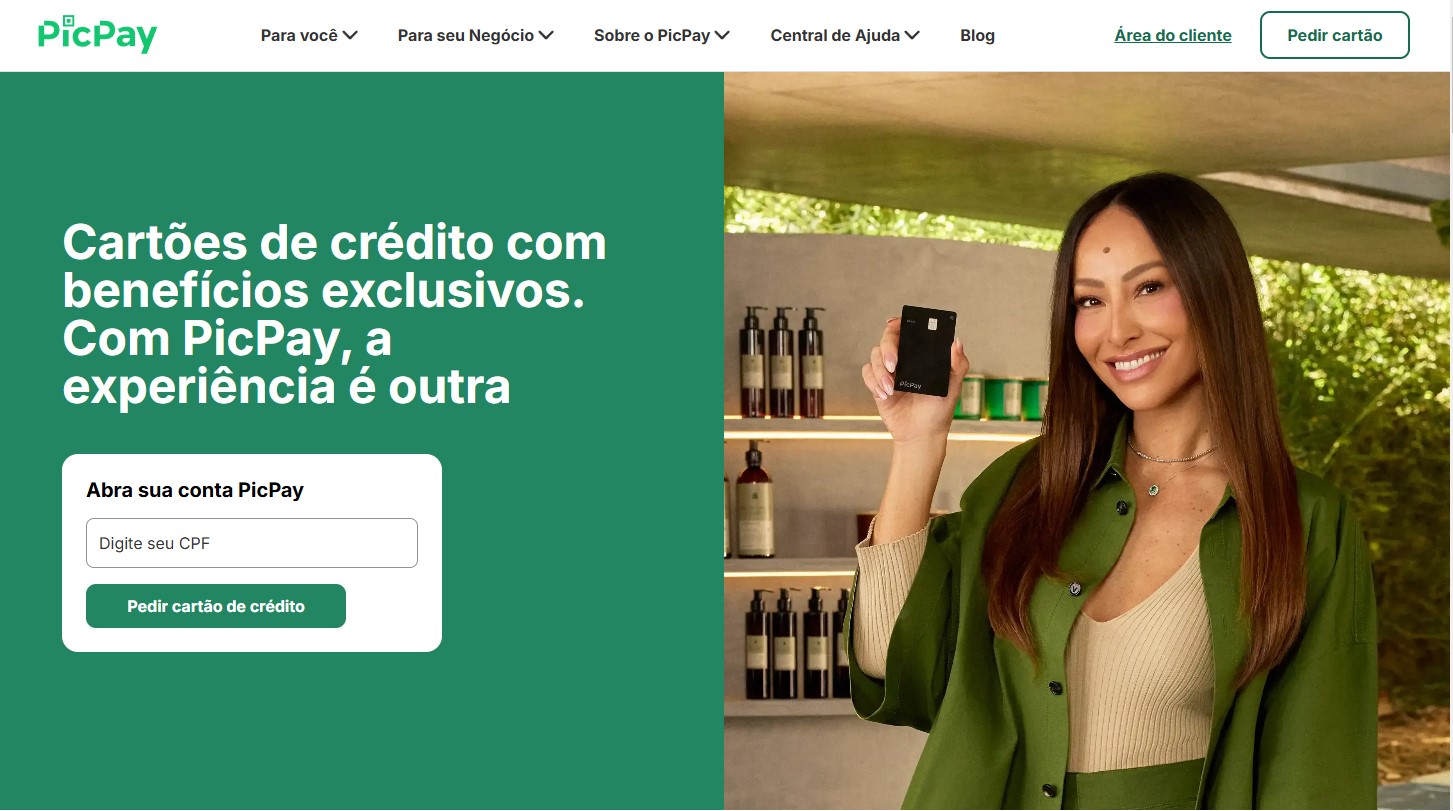 PicPay
Para você
Para seu Negócio
Sobre o PicPay
Central de Ajuda
Blog
Área do cliente
Pedir cartão
Cartões de crédito com
benefícios exclusivos.
Com PicPay, a
experiência é outra
Abra sua conta PicPay
Digite seu CPF
Pedir cartão de crédito
PicPay